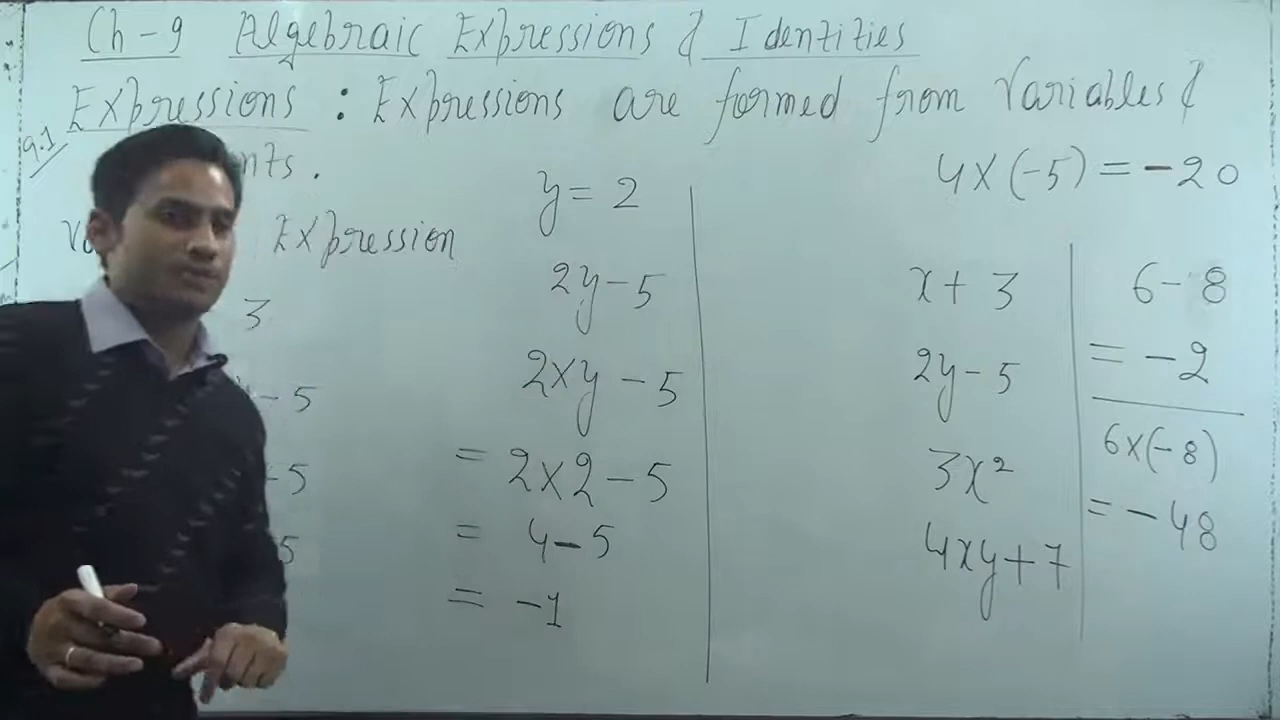 Ch-9 Algebraic Expressions & Identities
9.1 Expressions : Expressions are formed from Variables &
nts.
4×(-5) = -20
y = 2
Expression
3
- 5
- 5
5
2y-5
2×y - 5
= 2×2-5
= 4-5
= -1
x + 3
2y-5
3x²
4xy+7
6-8
= -2
6×(-8)
= -48